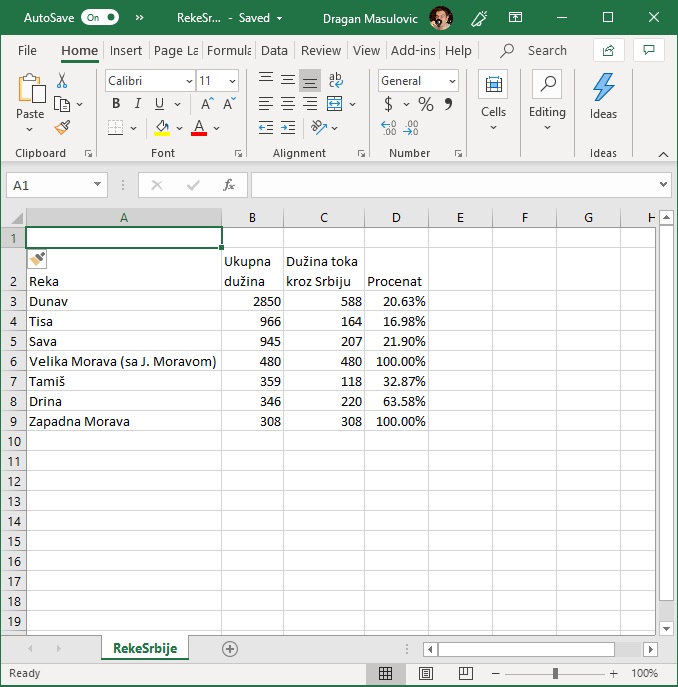 AutoSave On RekeSr... - Saved Dragan Masulovic
File Home Insert Page La Formula Data Review View Add-ins Help Search
Paste Calibri 11 General Cells Editing Ideas
Clipboard Font Alignment Number Ideas
A1 fx
A B C D E F G H
1
2 Reka Ukupna dužina Dužina toka kroz Srbiju Procenat
3 Dunav 2850 588 20.63%
4 Tisa 966 164 16.98%
5 Sava 945 207 21.90%
6 Velika Morava (sa J. Moravom) 480 480 100.00%
7 Tamiš 359 118 32.87%
8 Drina 346 220 63.58%
9 Zapadna Morava 308 308 100.00%
10
11
12
13
14
15
16
17
18
19
RekeSrbije
Ready 100%